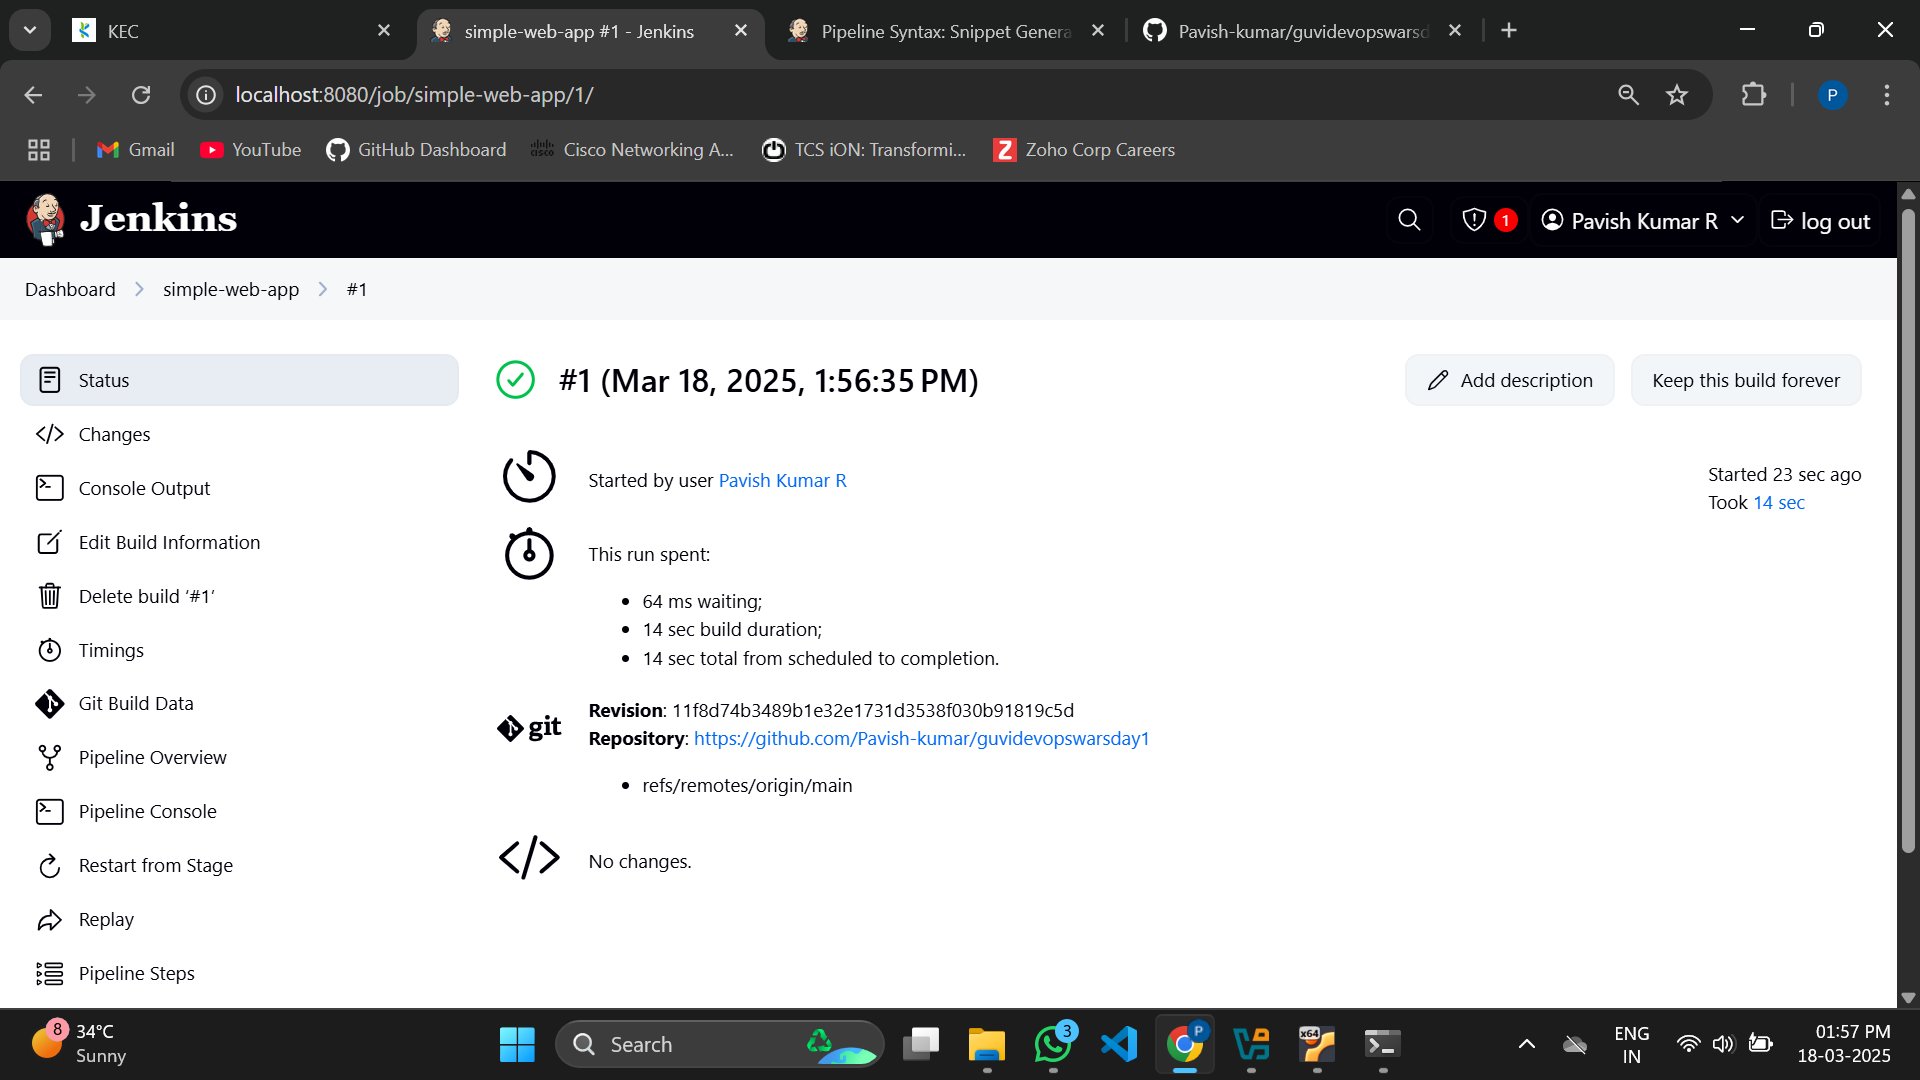 KEC
simple-web-app #1 - Jenkins
Pipeline Syntax: Snippet Genera
Pavish-kumar/guvidevopswarsd
localhost:8080/job/simple-web-app/1/
P
Gmail
YouTube
GitHub Dashboard
Cisco Networking A...
TCS iON: Transformi...
Zoho Corp Careers
Jenkins
1
Pavish Kumar R
log out
Dashboard
simple-web-app
#1
Status
Changes
Console Output
Edit Build Information
Delete build ‘#1’
Timings
Git Build Data
Pipeline Overview
Pipeline Console
Restart from Stage
Replay
Pipeline Steps
#1 (Mar 18, 2025, 1:56:35 PM)
Add description
Keep this build forever
Started by user Pavish Kumar R
Started 23 sec ago
Took 14 sec
This run spent:
• 64 ms waiting;
• 14 sec build duration;
• 14 sec total from scheduled to completion.
git
Revision: 11f8d74b3489b1e32e1731d3538f030b91819c5d
Repository: https://github.com/Pavish-kumar/guvidevopswarsday1
• refs/remotes/origin/main
No changes.
8
34°C
Sunny
Search
3
P
x64
ENG
IN
01:57 PM
18-03-2025